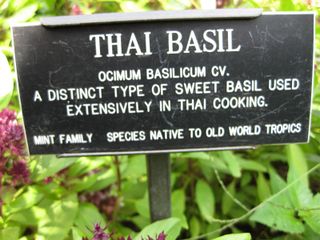 THAI BASIL
OCIMUM BASILICUM CV.
A DISTINCT TYPE OF SWEET BASIL USED
EXTENSIVELY IN THAI COOKING.
MINT FAMILY SPECIES NATIVE TO OLD WORLD TROPICS